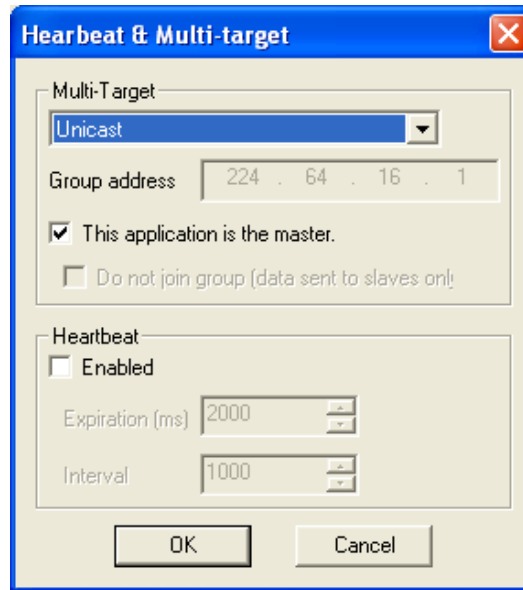 Hearbeat & Multi-target
Multi-Target
Unicast
Group address 224 . 64 . 16 . 1
This application is the master.
Do not join group (data sent to slaves only
Heartbeat
Enabled
Expiration (ms) 2000
Interval 1000
OK Cancel